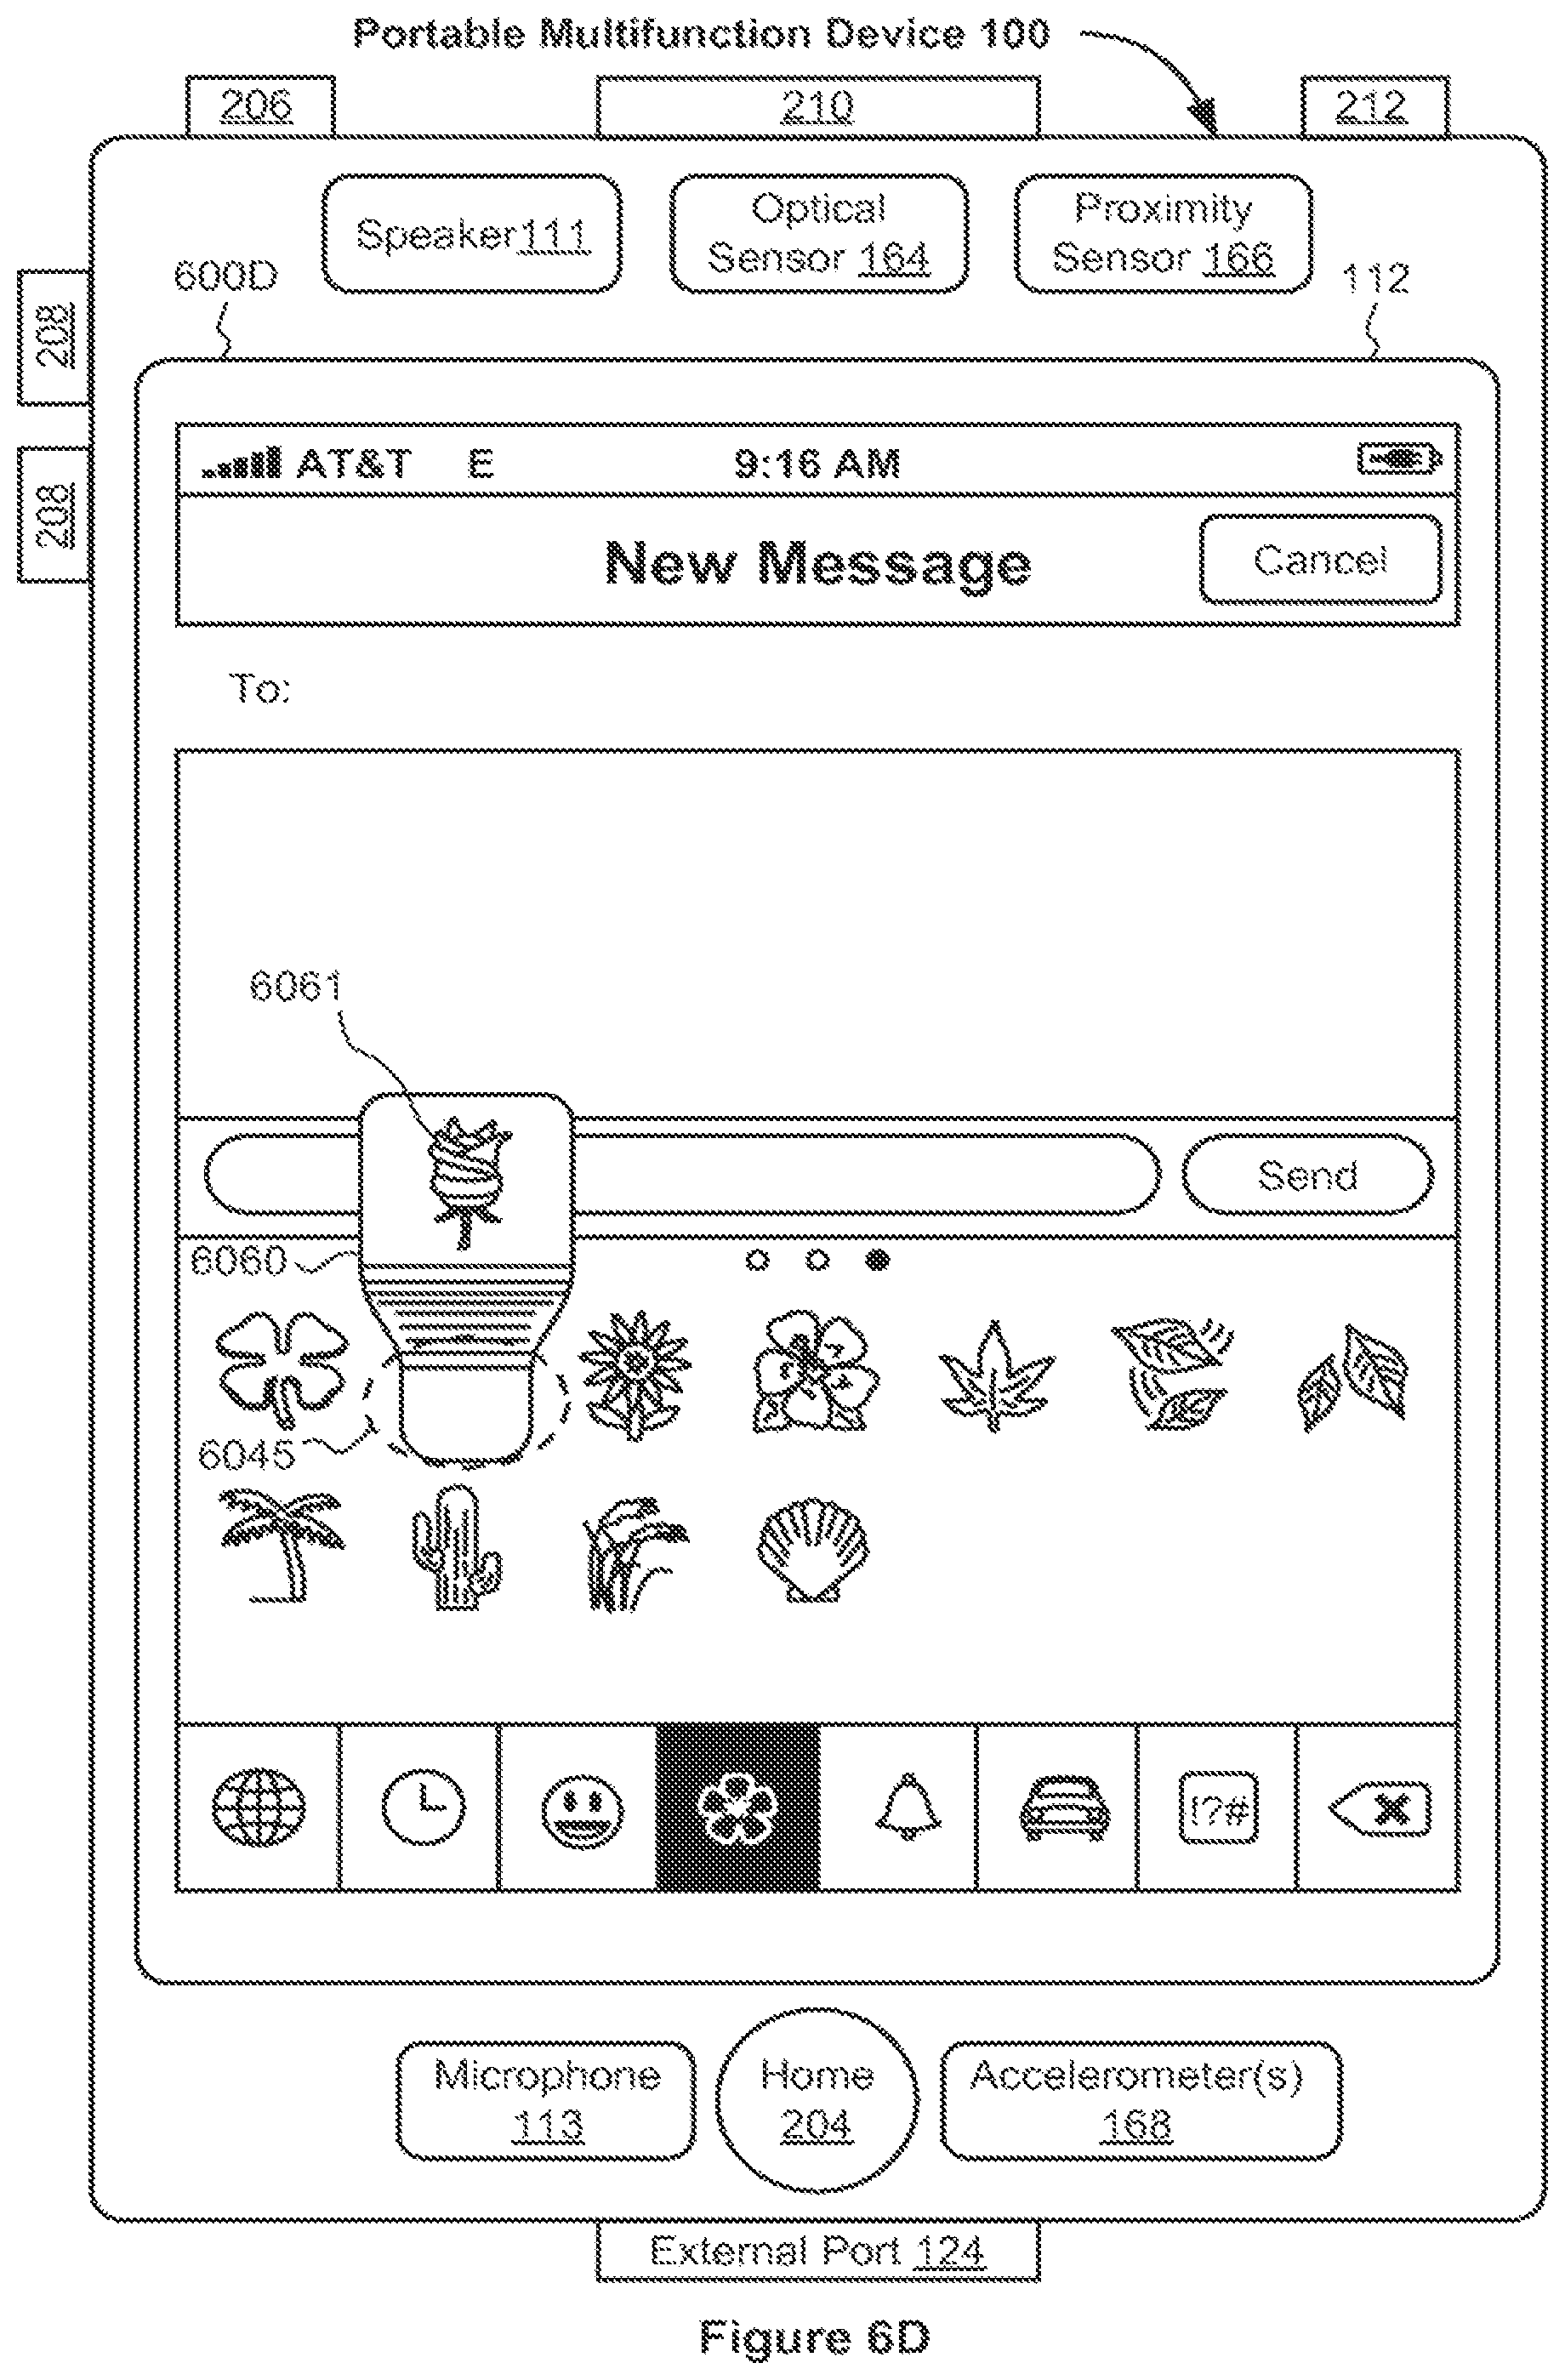 Portable Multifunction Device 100
206
210
212
Speaker 111
Optical
Sensor 164
Proximity
Sensor 166
600D
112
208
208
AT&T E 9:16 AM
New Message
Cancel
To:
6061
Send
6060
6045
!?#
Microphone
113
Home
204
Accelerometer(s)
168
External Port 124
Figure 6D